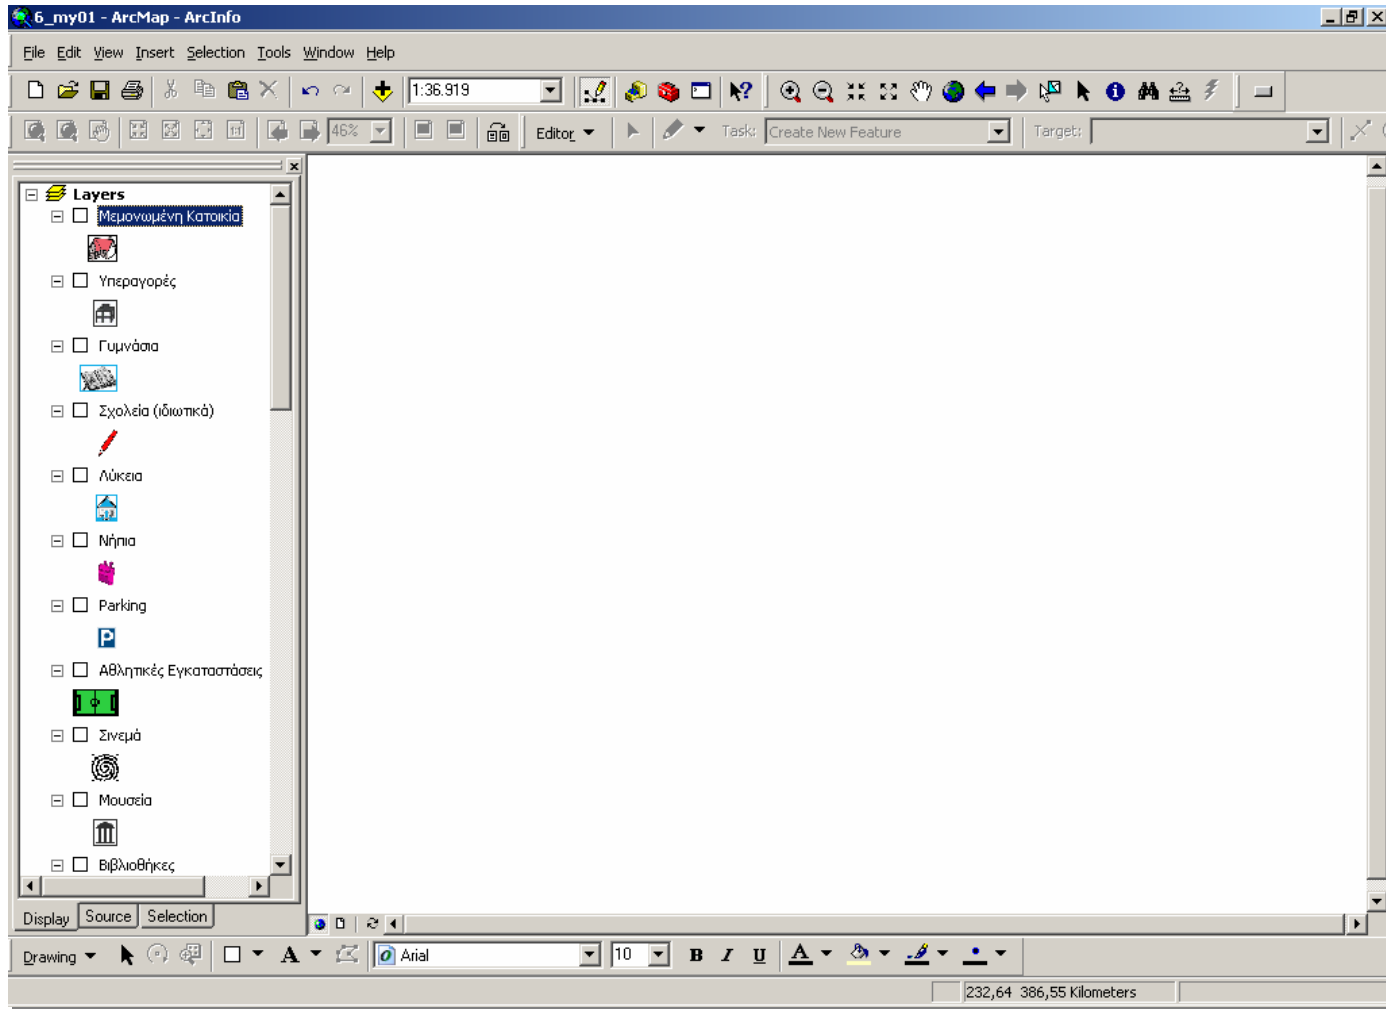 6_my01 - ArcMap - ArcInfo
File Edit View Insert Selection Tools Window Help
1:36.919
46% Editor Task: Create New Feature Target:
Layers
Μεμονωμένη Κατοικία
Υπεραγορές
Γυμνάσια
Σχολεία (ιδιωτικά)
Λύκεια
Νήπια
Parking
P
Αθλητικές Εγκαταστάσεις
Σινεμά
Μουσεία
Βιβλιοθήκες
Display Source Selection
Drawing A Arial 10 B I U A
232,64 386,55 Kilometers